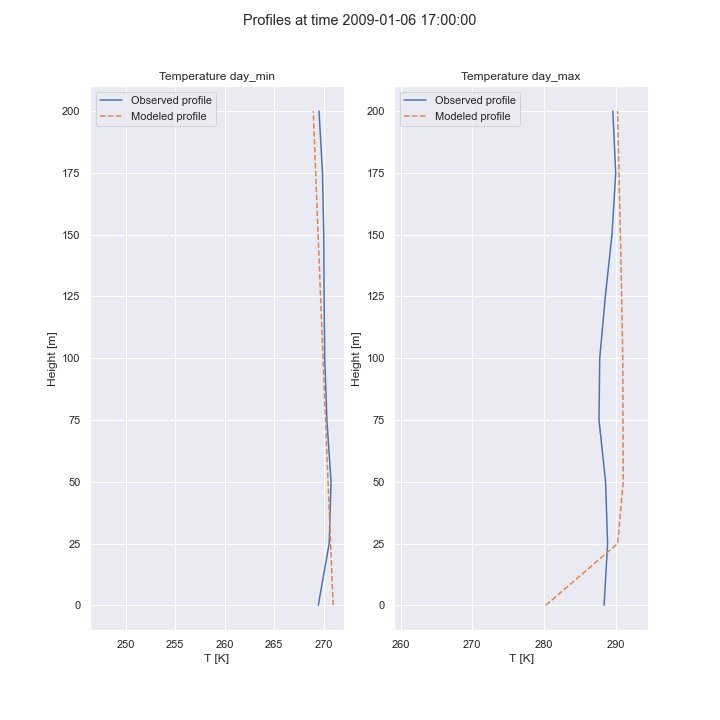 Profiles at time 2009-01-06 17:00:00
Temperature day_min
Observed profile
Modeled profile
200
175
150
125
100
75
50
25
0
Height [m]
250
255
260
265
270
T [K]
Temperature day_max
Observed profile
Modeled profile
200
175
150
125
100
75
50
25
0
Height [m]
260
270
280
290
T [K]